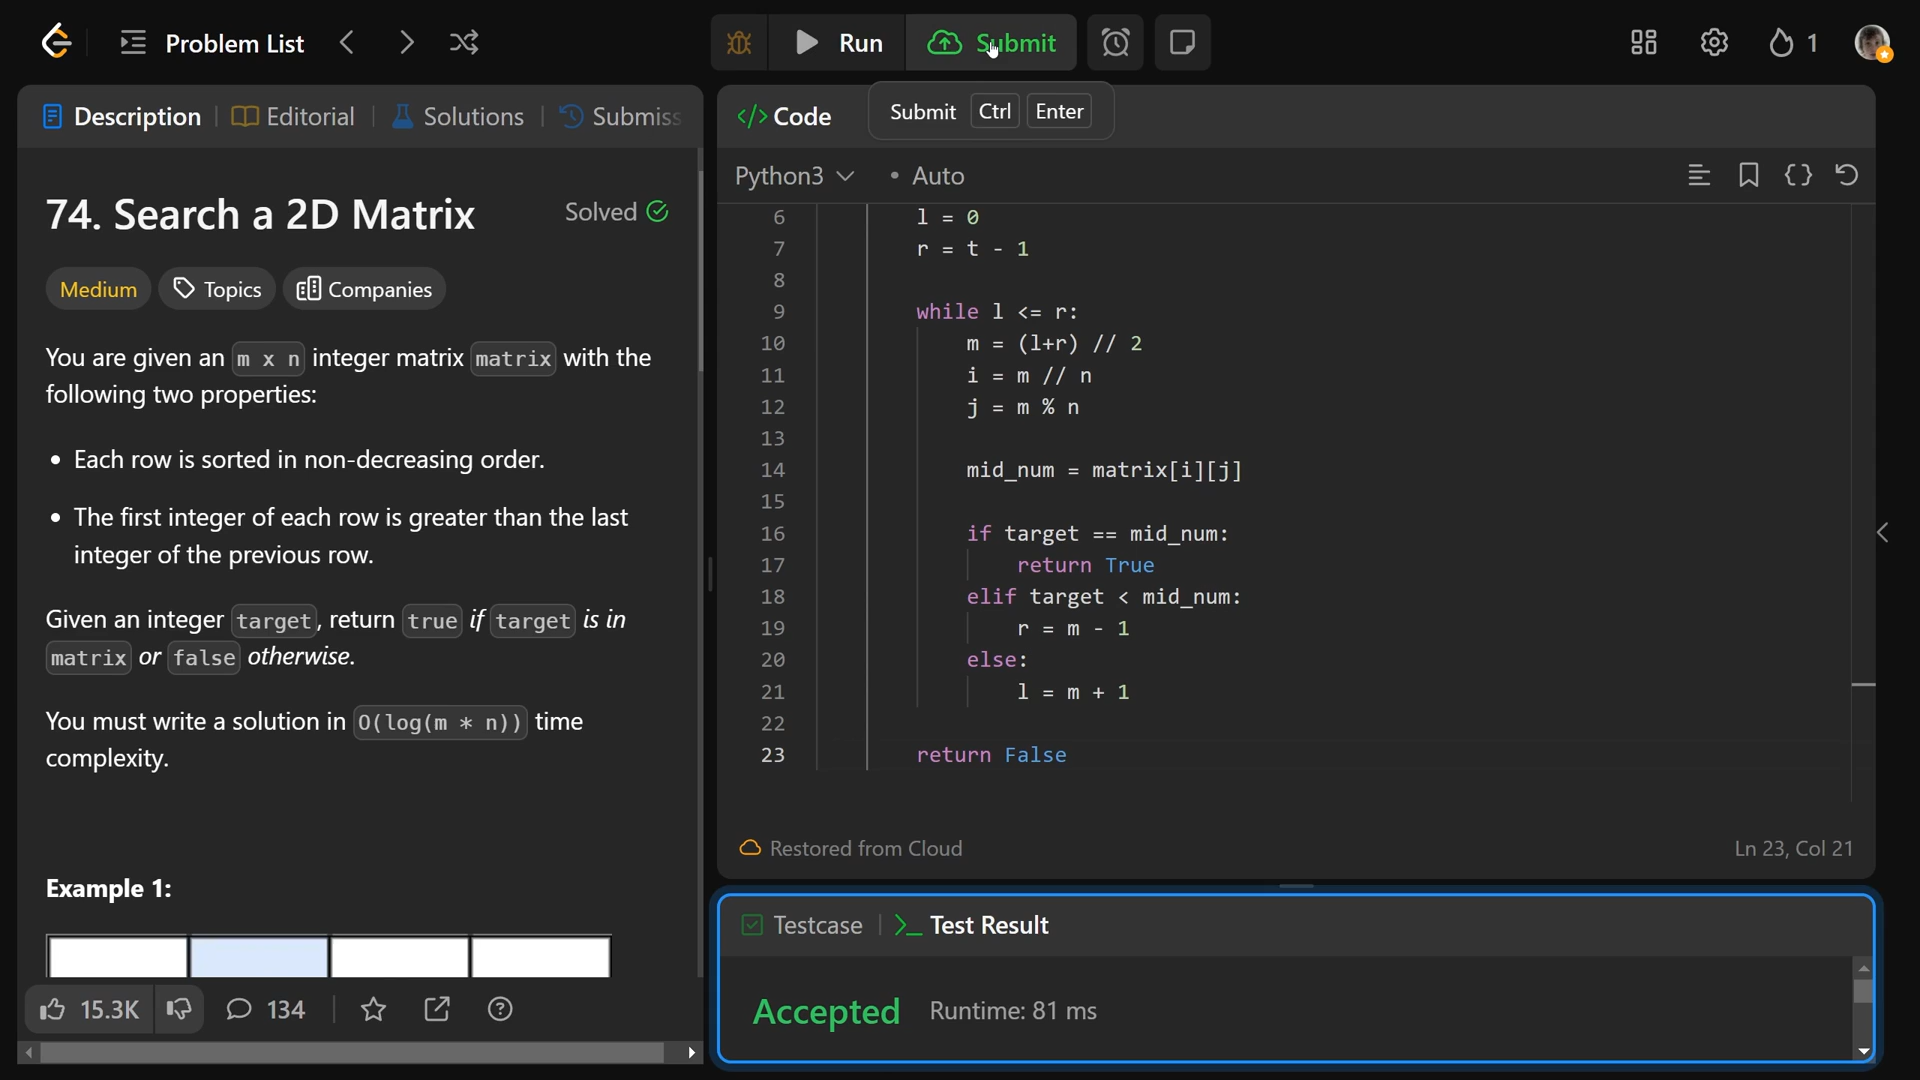 Problem List
Run
Submit
1
Description
Editorial
Solutions
Submiss
Code
Submit Ctrl Enter
Python3
• Auto
74. Search a 2D Matrix
Solved
Medium
Topics
Companies
You are given an m x n integer matrix matrix with the
following two properties:
• Each row is sorted in non-decreasing order.
• The first integer of each row is greater than the last
integer of the previous row.
Given an integer target, return true if target is in
matrix or false otherwise.
You must write a solution in O(log(m * n)) time
complexity.
Example 1:
15.3K
134
6 l = 0
7 r = t - 1
8
9 while l <= r:
10 m = (l+r) // 2
11 i = m // n
12 j = m % n
13
14 mid_num = matrix[i][j]
15
16 if target == mid_num:
17 return True
18 elif target < mid_num:
19 r = m - 1
20 else:
21 l = m + 1
22
23 return False
Restored from Cloud
Ln 23, Col 21
Testcase
Test Result
Accepted Runtime: 81 ms